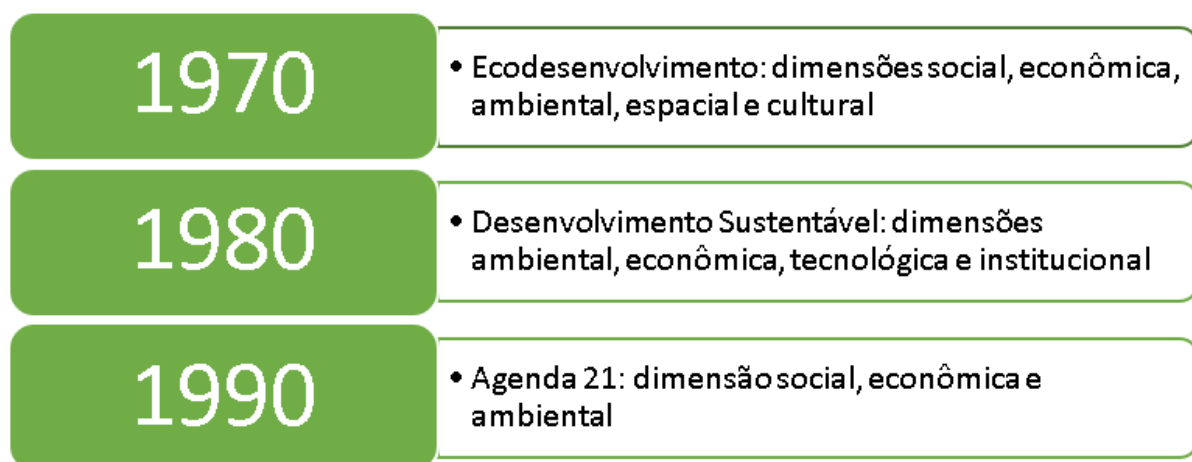 1970
• Ecodesenvolvimento: dimensões social, econômica,
ambiental, espacial e cultural
1980
• Desenvolvimento Sustentável: dimensões
ambiental, econômica, tecnológica e institucional
1990
• Agenda 21: dimensão social, econômica e
ambiental